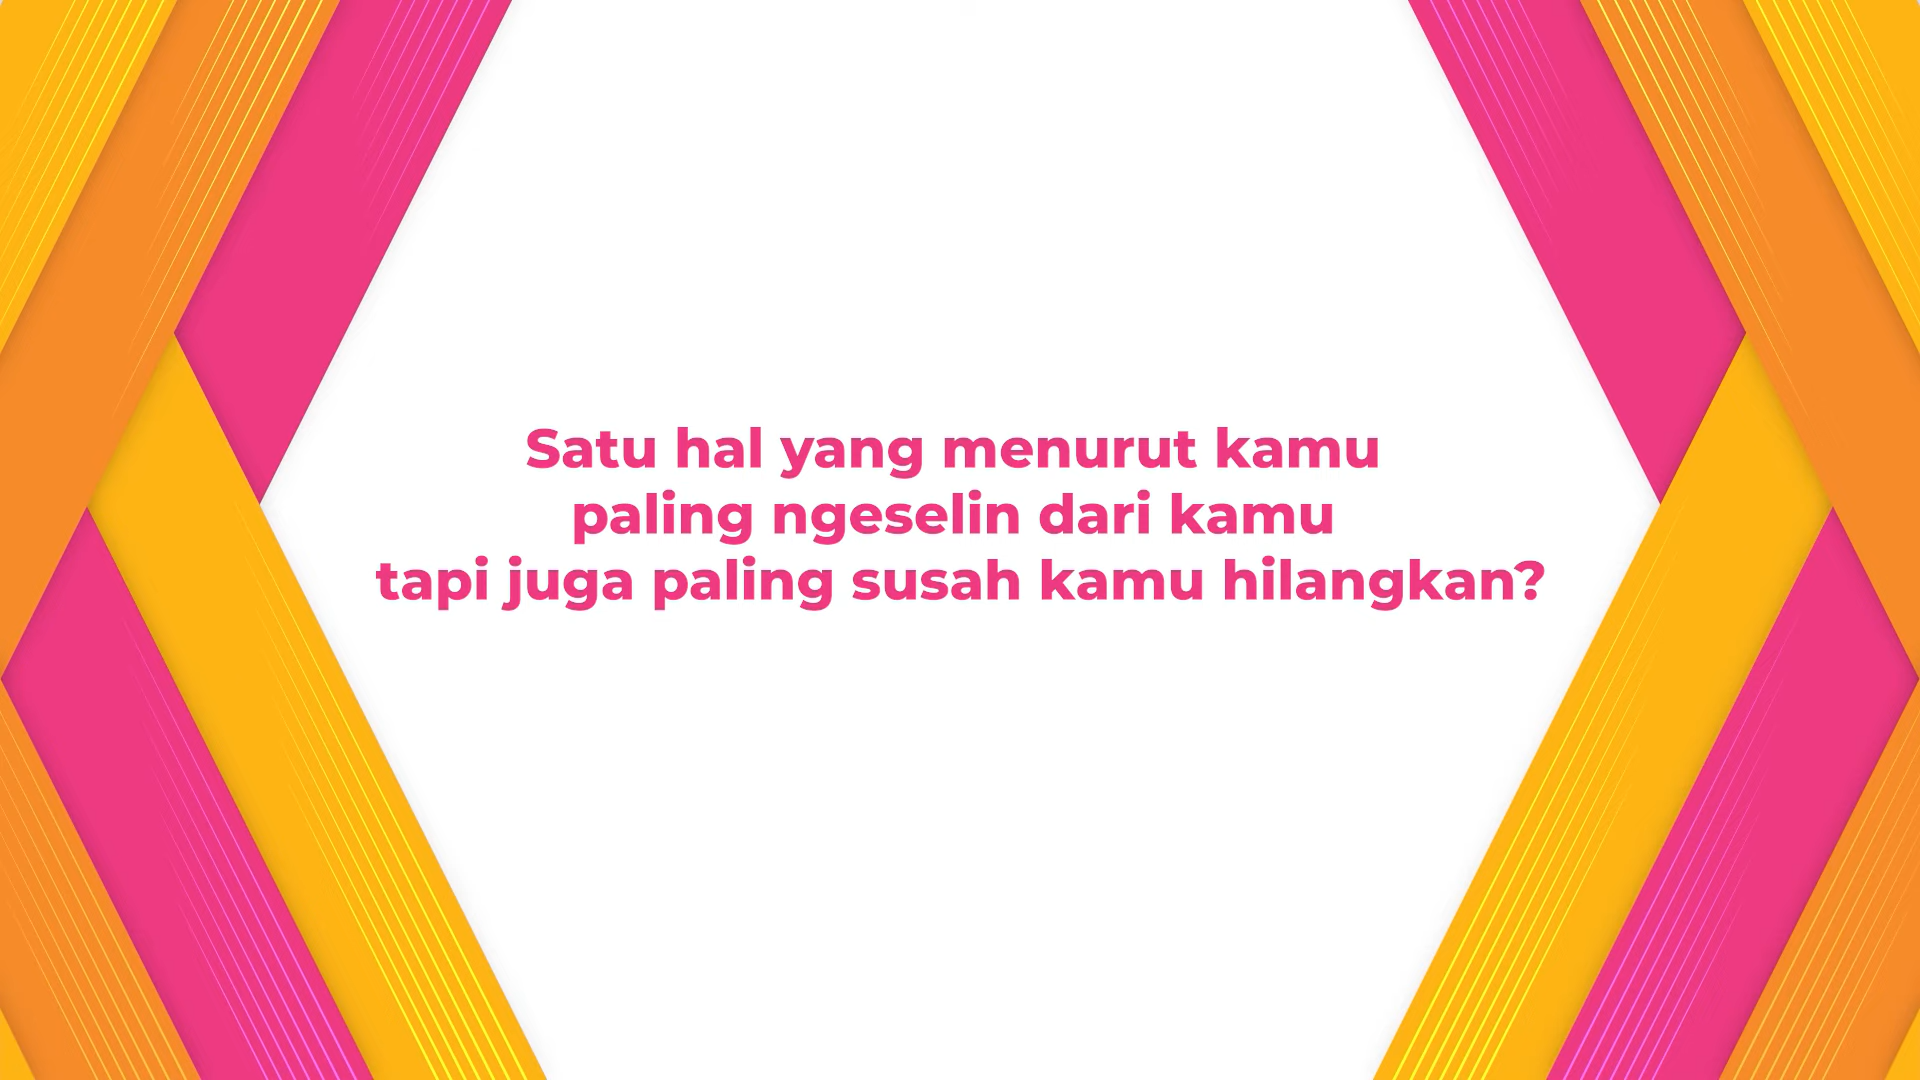 Satu hal yang menurut kamu
paling ngeselin dari kamu
tapi juga paling susah kamu hilangkan?